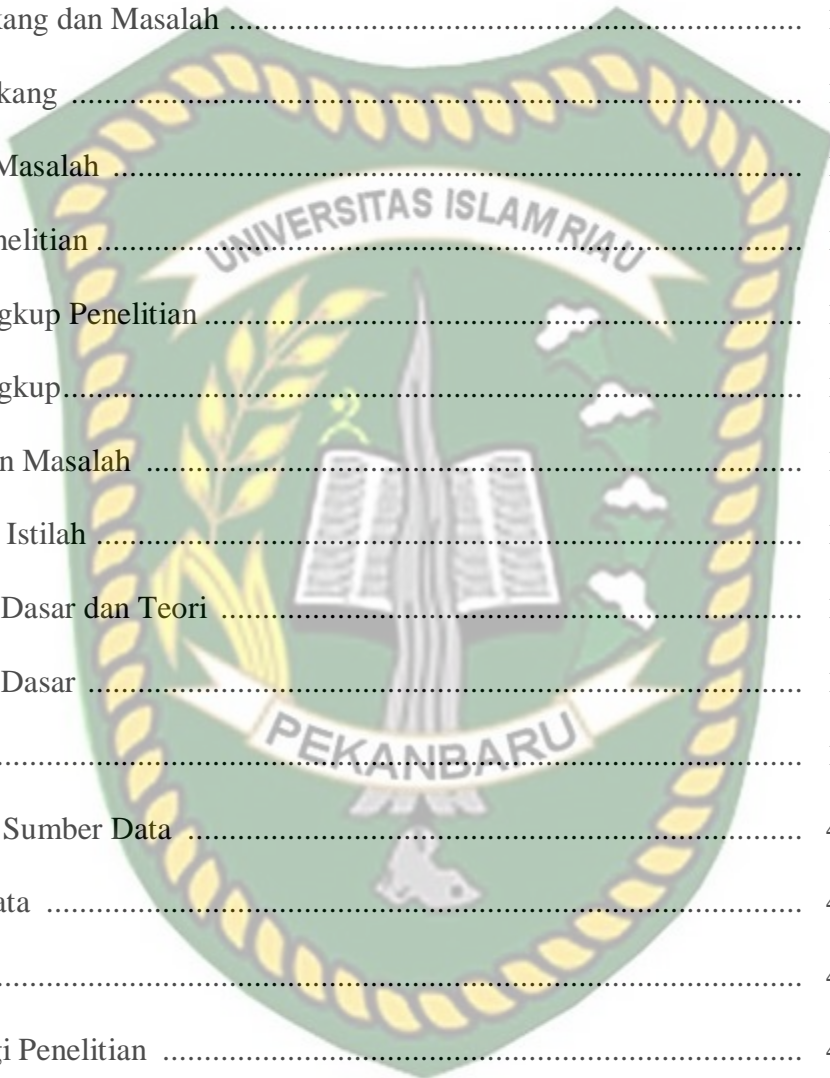 kang dan Masalah ....................................................................
kang .......................................................................................
Masalah ..................................................................................
UNIVERSITAS ISLAM RIAU
nelitian ....................................................................................
gkup Penelitian .......................................................................
gkup........................................................................................
n Masalah ..............................................................................
Istilah ....................................................................................
Dasar dan Teori .....................................................................
Dasar .....................................................................................
PEKANBARU
................................................................................................
Sumber Data .........................................................................
ata ..........................................................................................
................................................................................................
gi Penelitian ............................................................................